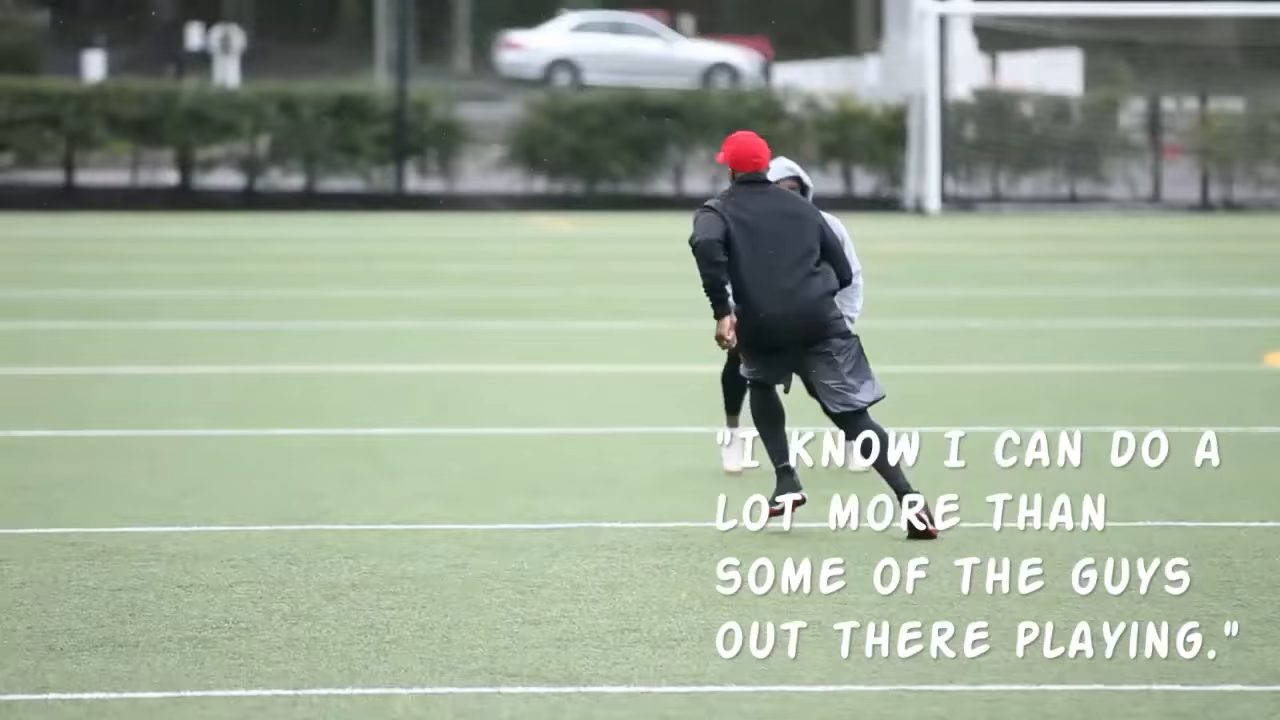 "I KNOW I CAN DO A
LOT MORE THAN
SOME OF THE GUYS
OUT THERE PLAYING."